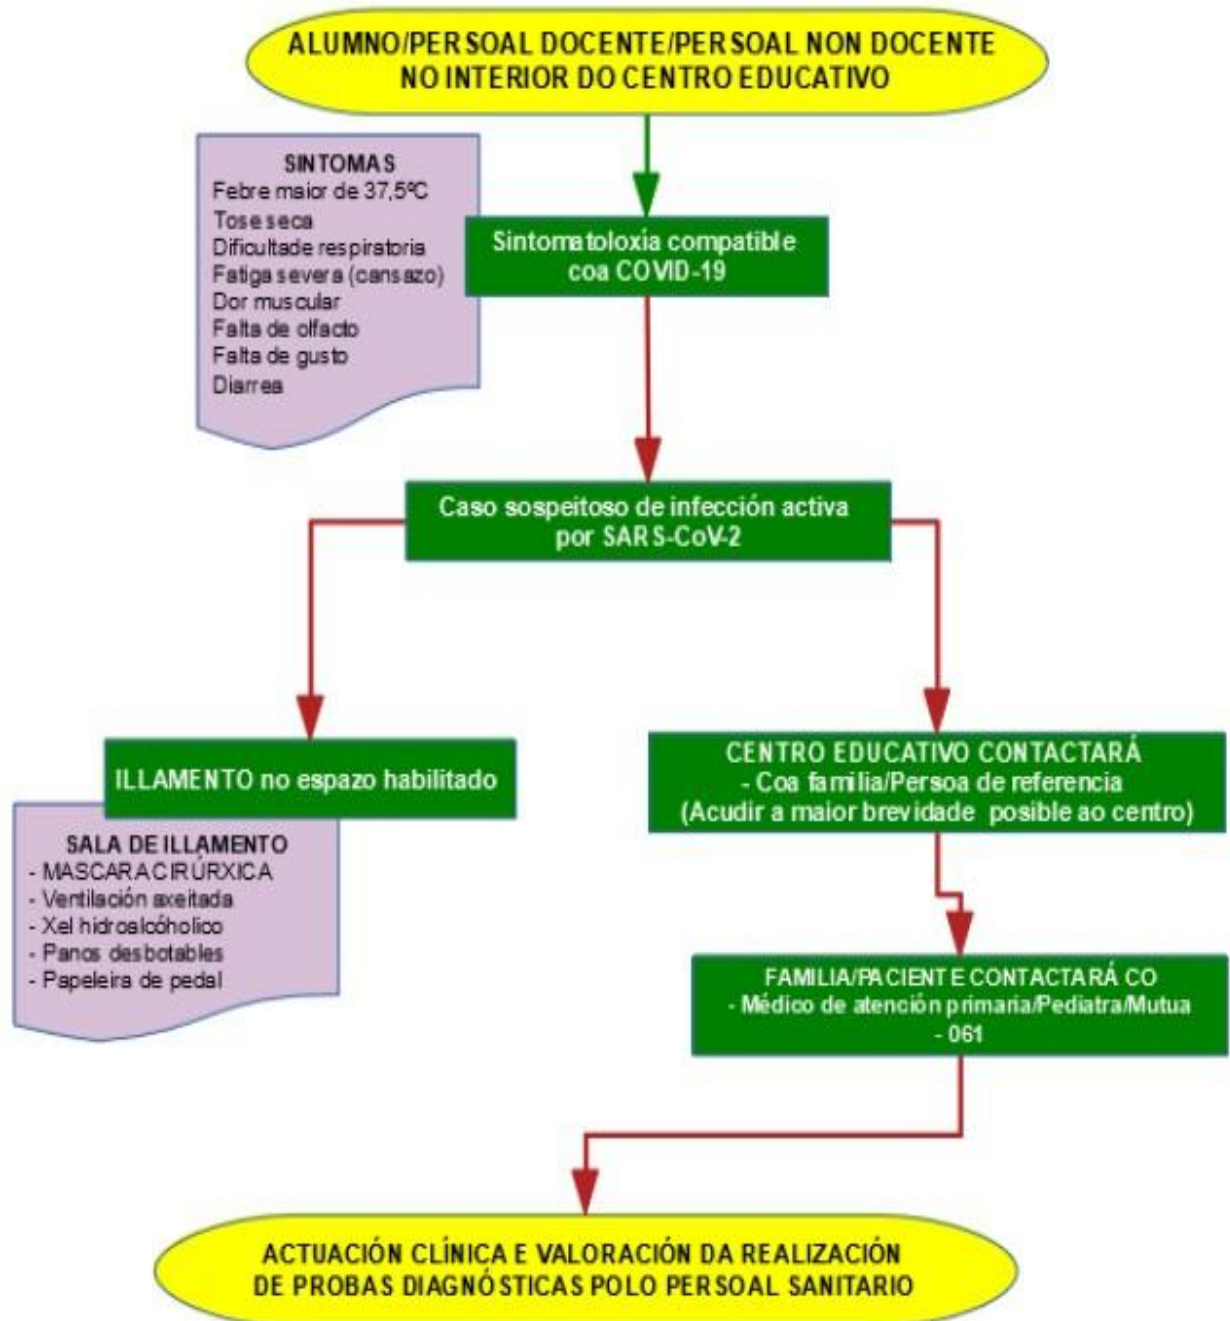 ALUMNO/PERSOAL DOCENTE/PERSOAL NON DOCENTE
NO INTERIOR DO CENTRO EDUCATIVO
SINTOMAS
Febre maior de 37,5ºC
Tose seca
Dificultade respiratoria
Fatiga severa (cansazo)
Dor muscular
Falta de olfacto
Falta de gusto
Diarrea
Sintomatoloxía compatible
coa COVID-19
Caso sospeitoso de infección activa
por SARS-CoV-2
ILLAMENTO no espazo habilitado
SALA DE ILLAMENTO
- MASCARA CIRÚRXICA
- Ventilación axeitada
- Xel hidroalcóholico
- Panos desbotables
- Papeleira de pedal
CENTRO EDUCATIVO CONTACTARÁ
- Coa familia/Persoa de referencia
(Acudir a maior brevidade posible ao centro)
FAMILIA/PACIENTE CONTACTARÁ CO
- Médico de atención primaria/Pediatra/Mutua
- 061
ACTUACIÓN CLÍNICA E VALORACIÓN DA REALIZACIÓN
DE PROBAS DIAGNÓSTICAS POLO PERSOAL SANITARIO